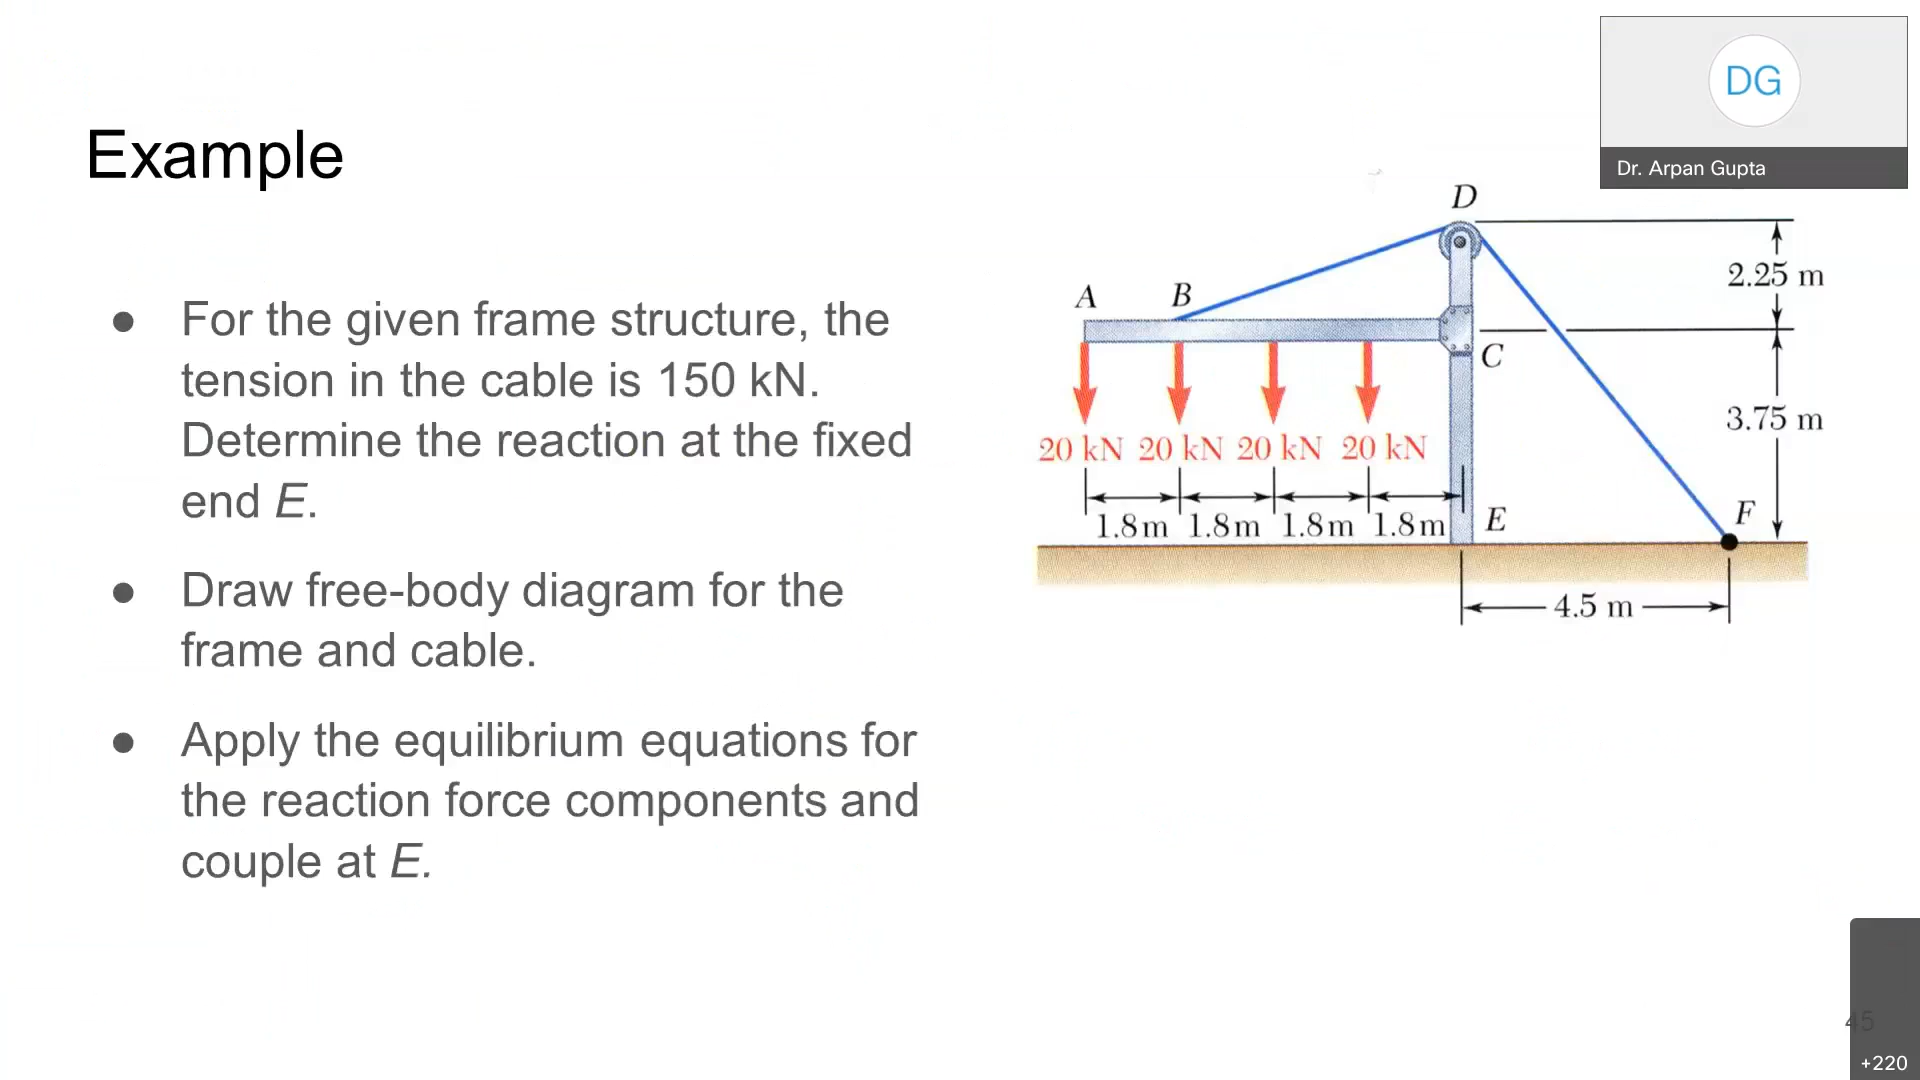 DG
Dr. Arpan Gupta
Example
● For the given frame structure, the
tension in the cable is 150 kN.
Determine the reaction at the fixed
end E.
● Draw free-body diagram for the
frame and cable.
● Apply the equilibrium equations for
the reaction force components and
couple at E.
D
2.25 m
A B
C
3.75 m
20 kN 20 kN 20 kN 20 kN
1.8 m 1.8 m 1.8 m 1.8 m E F
4.5 m
45
+220